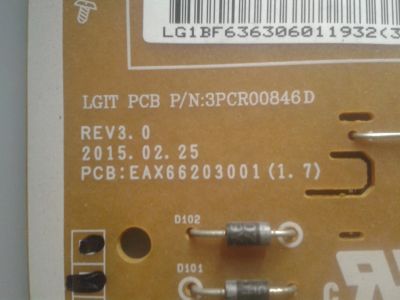 LG1BF636306011932(3
LGIT PCB P/N:3PCR00846D
REV3.0
2015.02.25
PCB:EAX66203001(1.7)
D102
D101